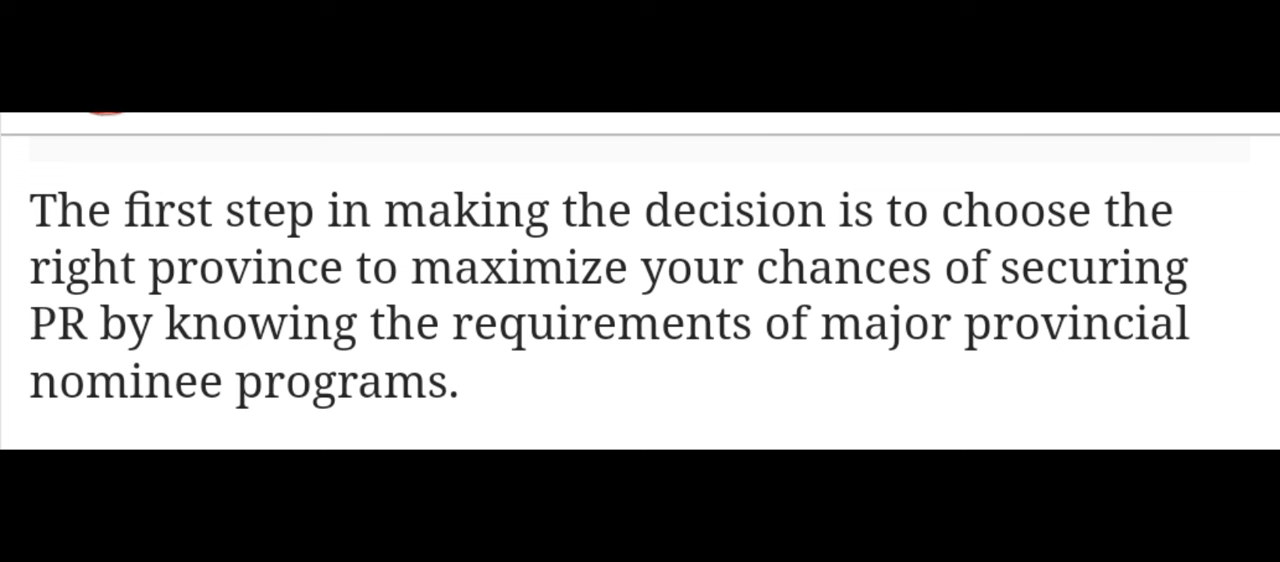 The first step in making the decision is to choose the
right province to maximize your chances of securing
PR by knowing the requirements of major provincial
nominee programs.